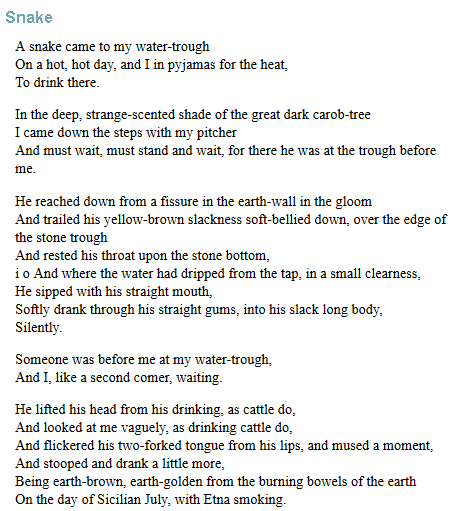 Snake
A snake came to my water-trough
On a hot, hot day, and I in pyjamas for the heat,
To drink there.
In the deep, strange-scented shade of the great dark carob-tree
I came down the steps with my pitcher
And must wait, must stand and wait, for there he was at the trough before
me.
He reached down from a fissure in the earth-wall in the gloom
And trailed his yellow-brown slackness soft-bellied down, over the edge of
the stone trough
And rested his throat upon the stone bottom,
i o And where the water had dripped from the tap, in a small clearness,
He sipped with his straight mouth,
Softly drank through his straight gums, into his slack long body,
Silently.
Someone was before me at my water-trough,
And I, like a second comer, waiting.
He lifted his head from his drinking, as cattle do,
And looked at me vaguely, as drinking cattle do,
And flickered his two-forked tongue from his lips, and mused a moment,
And stooped and drank a little more,
Being earth-brown, earth-golden from the burning bowels of the earth
On the day of Sicilian July, with Etna smoking.